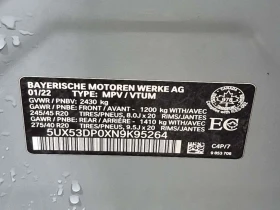 BAYERISCHE MOTOREN WERKE AG
01/22 TYPE: MPV / VTUM
GVWR / PNBV: 2430 kg
GAWR / PNBE: FRONT / AVANT - 1200 kg WITH/AVEC
245/45 R20 TIRES/PNEUS 8.0J x 20 RIMS/JANTES
GAWR / PNBE: REAR / ARRIÈRE - 1410 kg WITH/AVEC
275/40 R20 TIRES/PNEUS 9.5J x 20 RIMS/JANTES
5UX53DP0XN9K95264
EC
C4P/7